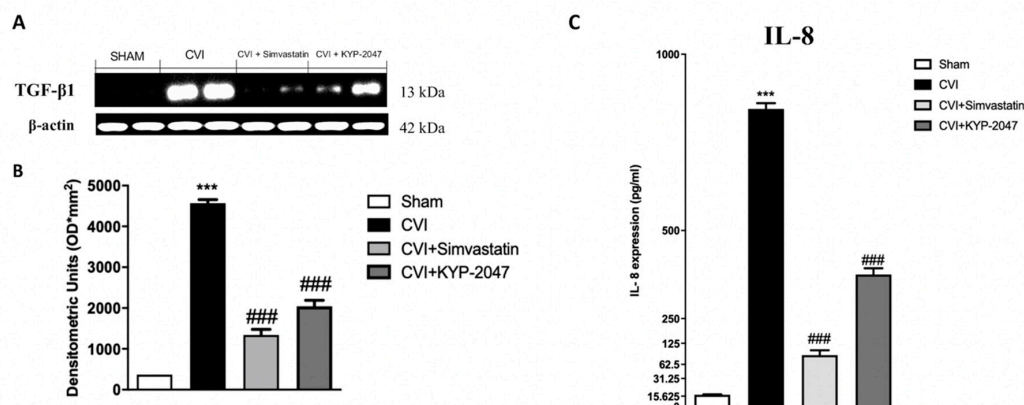 A
SHAM CVI CVI + Simvastatin CVI + KYP-2047
TGF-β1 13 kDa
β-actin 42 kDa
B
Densitometric Units (OD*mm²)
5000
4000
3000
2000
1000
0
***
###
###
Sham
CVI
CVI+Simvastatin
CVI+KYP-2047
C
IL-8
IL- 8 expression (pg/ml)
1000
500
250
125
62.5
31.25
15.625
***
###
###
Sham
CVI
CVI+Simvastatin
CVI+KYP-2047